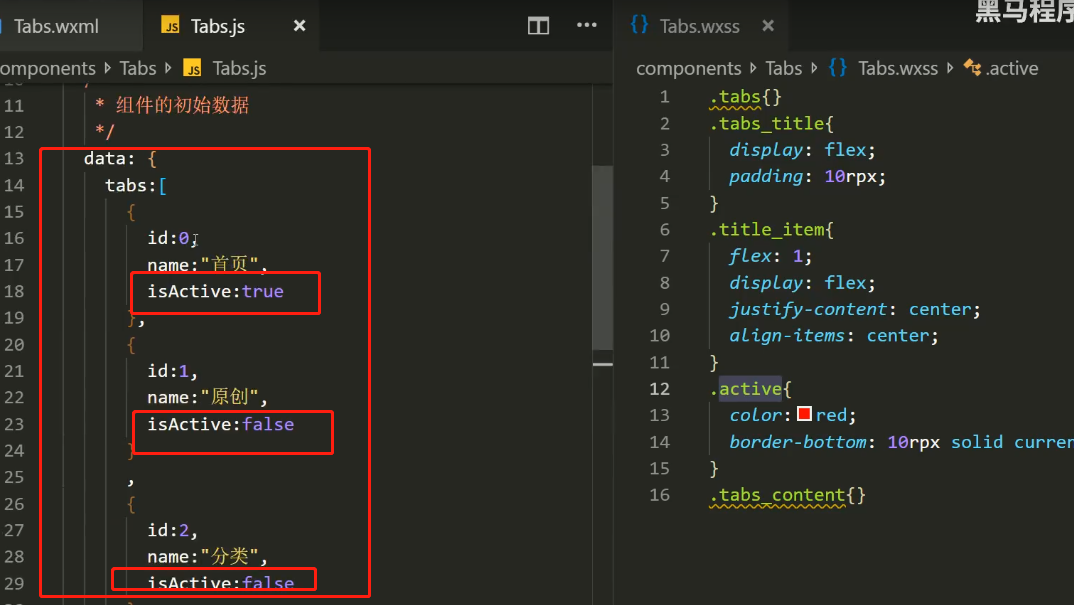 Tabs.wxml
JS Tabs.js ×
{} Tabs.wxss ×
黑马程序
omponents > Tabs > JS Tabs.js
components > Tabs > {} Tabs.wxss > .active
11 * 组件的初始数据
12 */
13 data: {
14 tabs:[
15 {
16 id:0,
17 name:"首页",
18 isActive:true
19 },
20 {
21 id:1,
22 name:"原创",
23 isActive:false
24 }
25 ,
26 {
27 id:2,
28 name:"分类",
29 isActive:false
1 .tabs{}
2 .tabs_title{
3 display: flex;
4 padding: 10rpx;
5 }
6 .title_item{
7 flex: 1;
8 display: flex;
9 justify-content: center;
10 align-items: center;
11 }
12 .active{
13 color: red;
14 border-bottom: 10rpx solid curren
15 }
16 .tabs_content{}